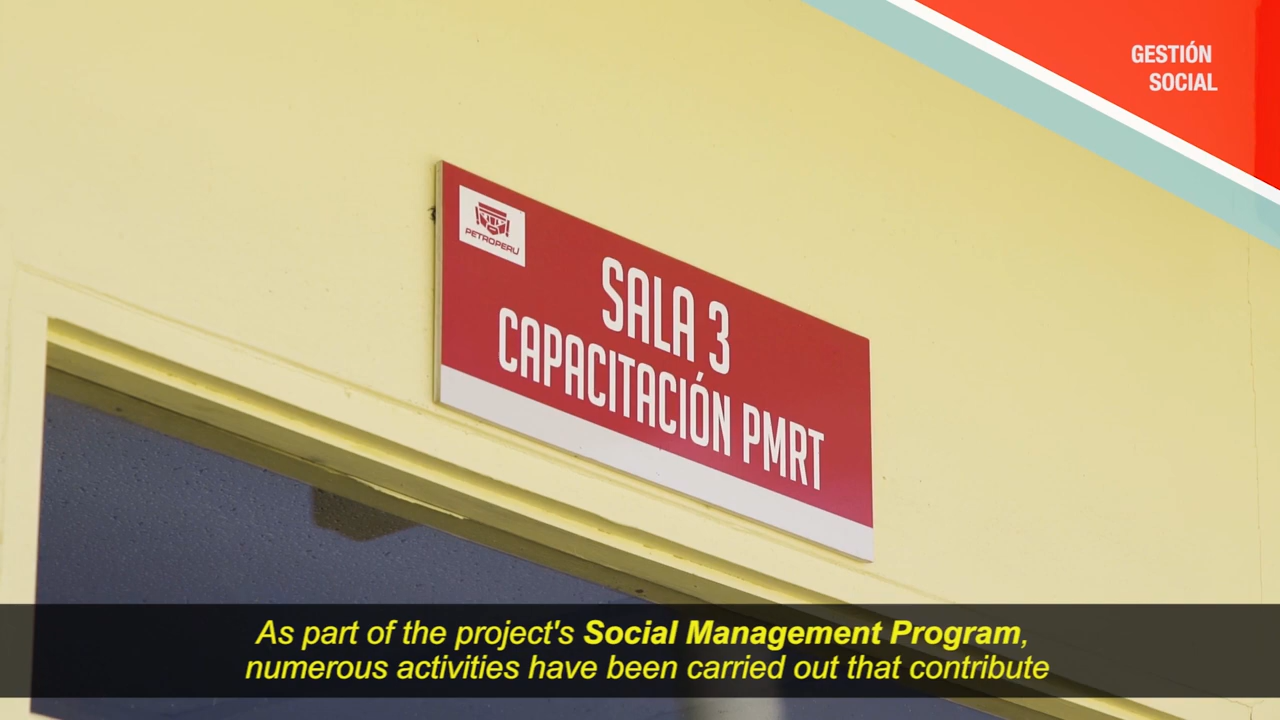 GESTIÓN
SOCIAL
PETROPERÚ
SALA 3
CAPACITACIÓN PMRT
As part of the project's Social Management Program,
numerous activities have been carried out that contribute